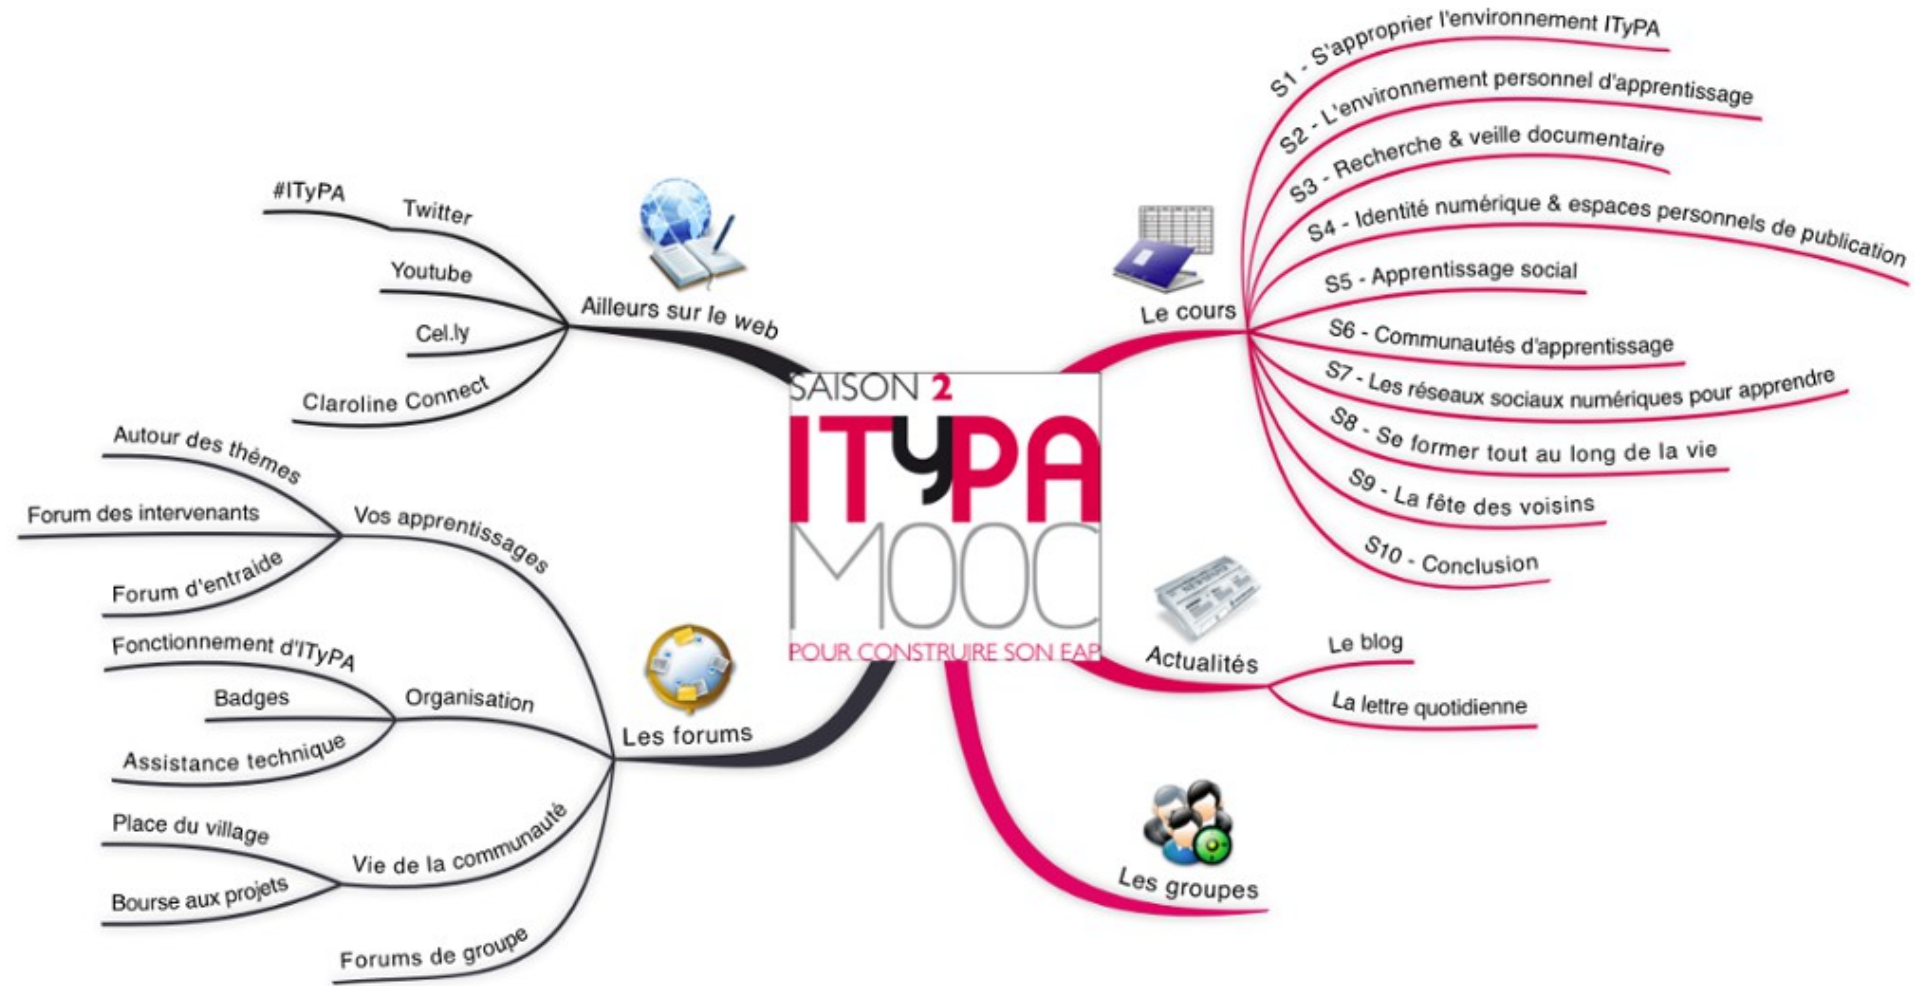 SAISON 2
ITyPA
MOOC
POUR CONSTRUIRE SON EAP
Le cours
S1 - S'approprier l'environnement ITyPA
S2 - L'environnement personnel d'apprentissage
S3 - Recherche & veille documentaire
S4 - Identité numérique & espaces personnels de publication
S5 - Apprentissage social
S6 - Communautés d'apprentissage
S7 - Les réseaux sociaux numériques pour apprendre
S8 - Se former tout au long de la vie
S9 - La fête des voisins
S10 - Conclusion
Actualités
Le blog
La lettre quotidienne
Les groupes
Les forums
Vos apprentissages
Autour des thèmes
Forum des intervenants
Forum d'entraide
Organisation
Fonctionnement d'ITyPA
Badges
Assistance technique
Vie de la communauté
Place du village
Bourse aux projets
Forums de groupe
Ailleurs sur le web
Twitter
#ITyPA
Youtube
Cel.ly
Claroline Connect